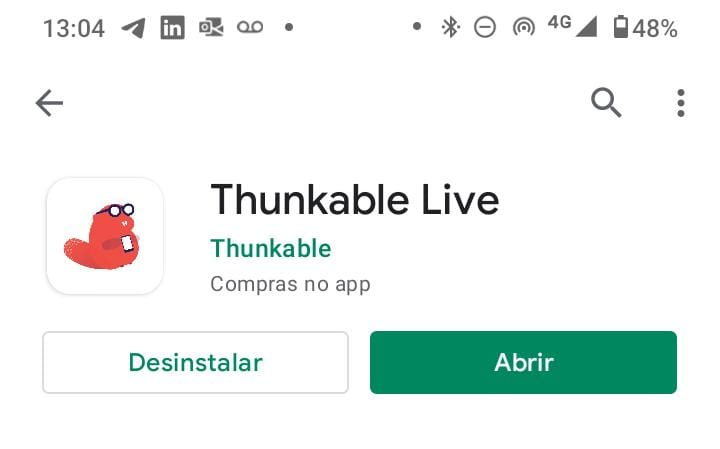 13:04 4G 48%
Thunkable Live
Thunkable
Compras no app
Desinstalar Abrir